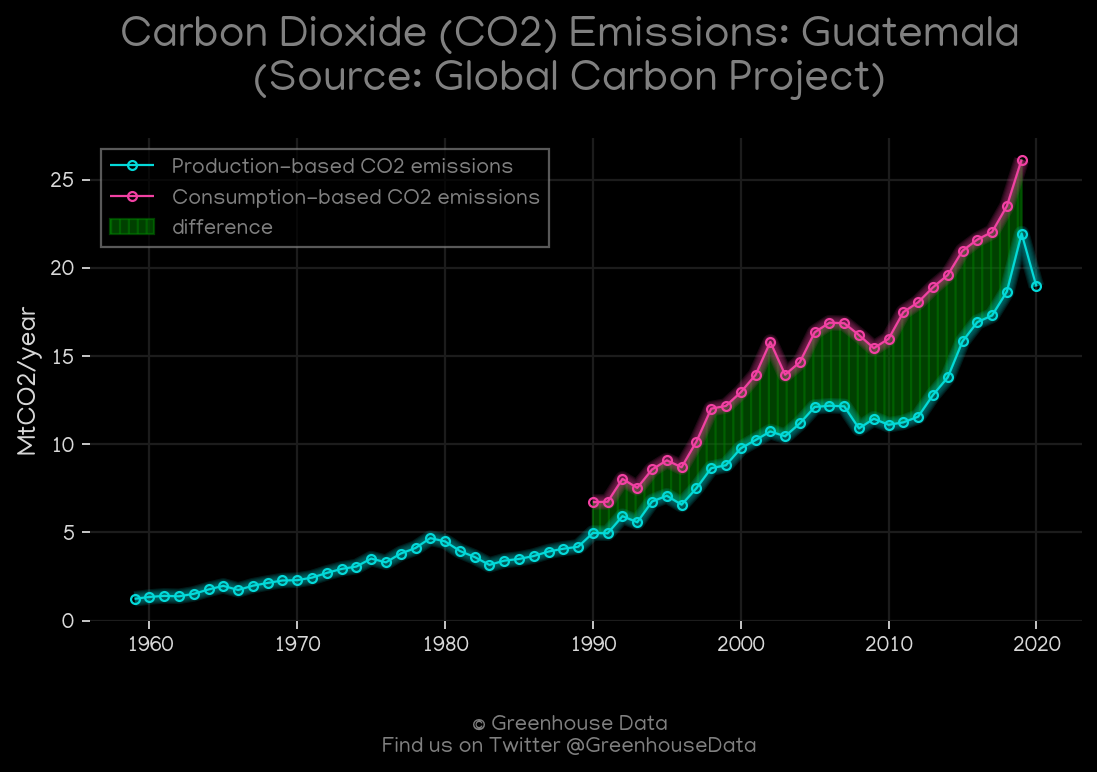 Carbon Dioxide (CO2) Emissions: Guatemala
(Source: Global Carbon Project)
Production-based CO2 emissions
Consumption-based CO2 emissions
difference
MtCO2/year
25
20
15
10
5
0
1960 1970 1980 1990 2000 2010 2020
© Greenhouse Data
Find us on Twitter @GreenhouseData